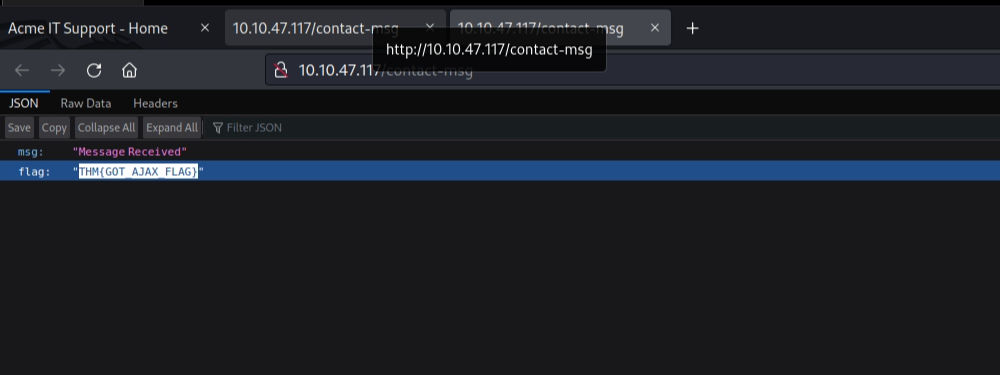 Acme IT Support - Home
10.10.47.117/contact-msg
10.10.47.117/contact-msg
http://10.10.47.117/contact-msg
10.10.47.117/contact-msg
JSON Raw Data Headers
Save Copy Collapse All Expand All Filter JSON
msg: "Message Received"
flag: "THM{GOT_AJAX_FLAG}"